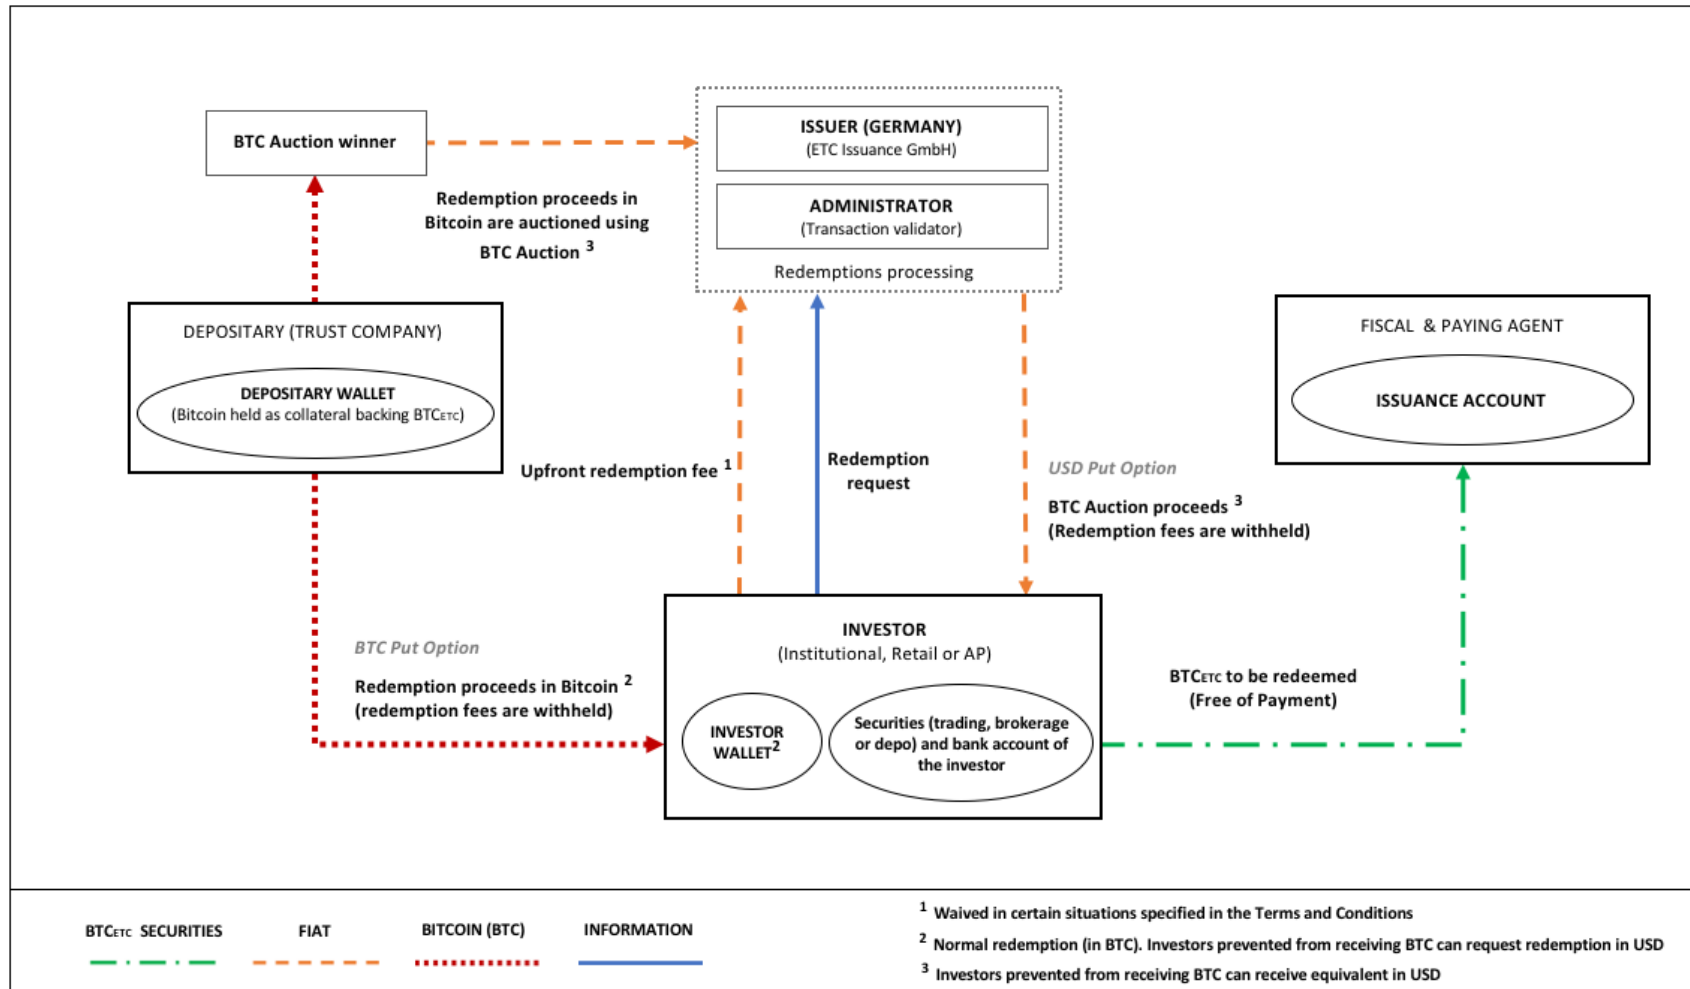 BTC Auction winner
ISSUER (GERMANY)
(ETC Issuance GmbH)
ADMINISTRATOR
(Transaction validator)
Redemptions processing
Redemption proceeds in
Bitcoin are auctioned using
BTC Auction 3
DEPOSITARY (TRUST COMPANY)
DEPOSITARY WALLET
(Bitcoin held as collateral backing BTCETC)
FISCAL & PAYING AGENT
ISSUANCE ACCOUNT
Upfront redemption fee 1
Redemption
request
USD Put Option
BTC Auction proceeds 3
(Redemption fees are withheld)
BTC Put Option
Redemption proceeds in Bitcoin 2
(redemption fees are withheld)
INVESTOR
(Institutional, Retail or AP)
INVESTOR
WALLET2
Securities (trading, brokerage
or depo) and bank account of
the investor
BTCETC to be redeemed
(Free of Payment)
BTCETC SECURITIES
FIAT
BITCOIN (BTC)
INFORMATION
1 Waived in certain situations specified in the Terms and Conditions
2 Normal redemption (in BTC). Investors prevented from receiving BTC can request redemption in USD
3 Investors prevented from receiving BTC can receive equivalent in USD